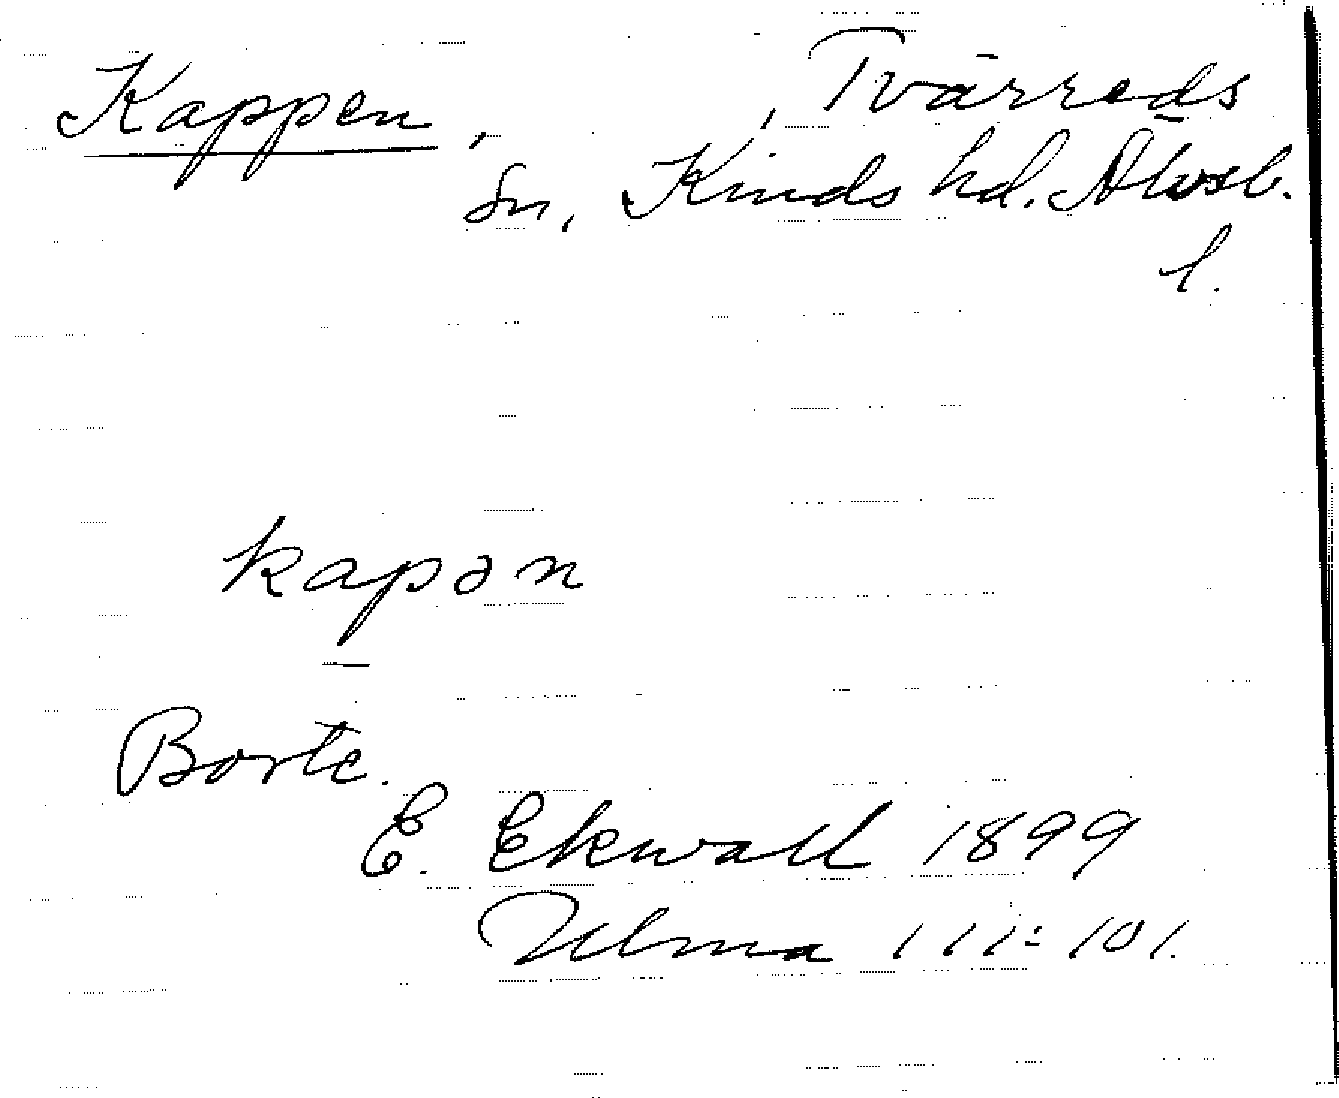 Kappen, , Tvärreds
sn, Kinds hd. Älvsb.
l.
kapən
Borte.
E. Ekwall 1899
Ulma 111:101.